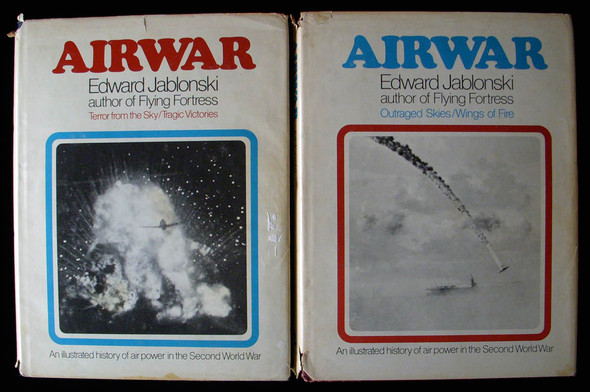 AIRWAR
Edward Jablonski
author of Flying Fortress
Terror from the Sky/Tragic Victories
An illustrated history of air power in the Second World War
AIRWAR
Edward Jablonski
author of Flying Fortress
Outraged Skies/Wings of Fire
An illustrated history of air power in the Second World War